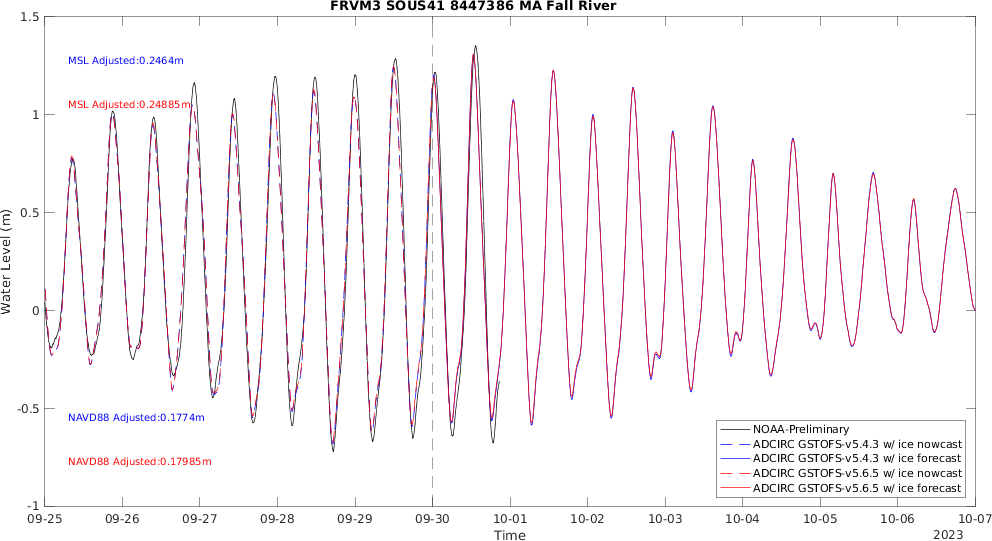 FRVM3 SOUS41 8447386 MA Fall River
1.5
1
0.5
0
-0.5
-1
Water Level (m)
MSL Adjusted:0.2464m
MSL Adjusted:0.24885m
NAVD88 Adjusted:0.1774m
NAVD88 Adjusted:0.17985m
NOAA-Preliminary
ADCIRC GSTOFS-v5.4.3 w/ ice nowcast
ADCIRC GSTOFS-v5.4.3 w/ ice forecast
ADCIRC GSTOFS-v5.6.5 w/ ice nowcast
ADCIRC GSTOFS-v5.6.5 w/ ice forecast
09-25 09-26 09-27 09-28 09-29 09-30 10-01 10-02 10-03 10-04 10-05 10-06 10-07
Time
2023